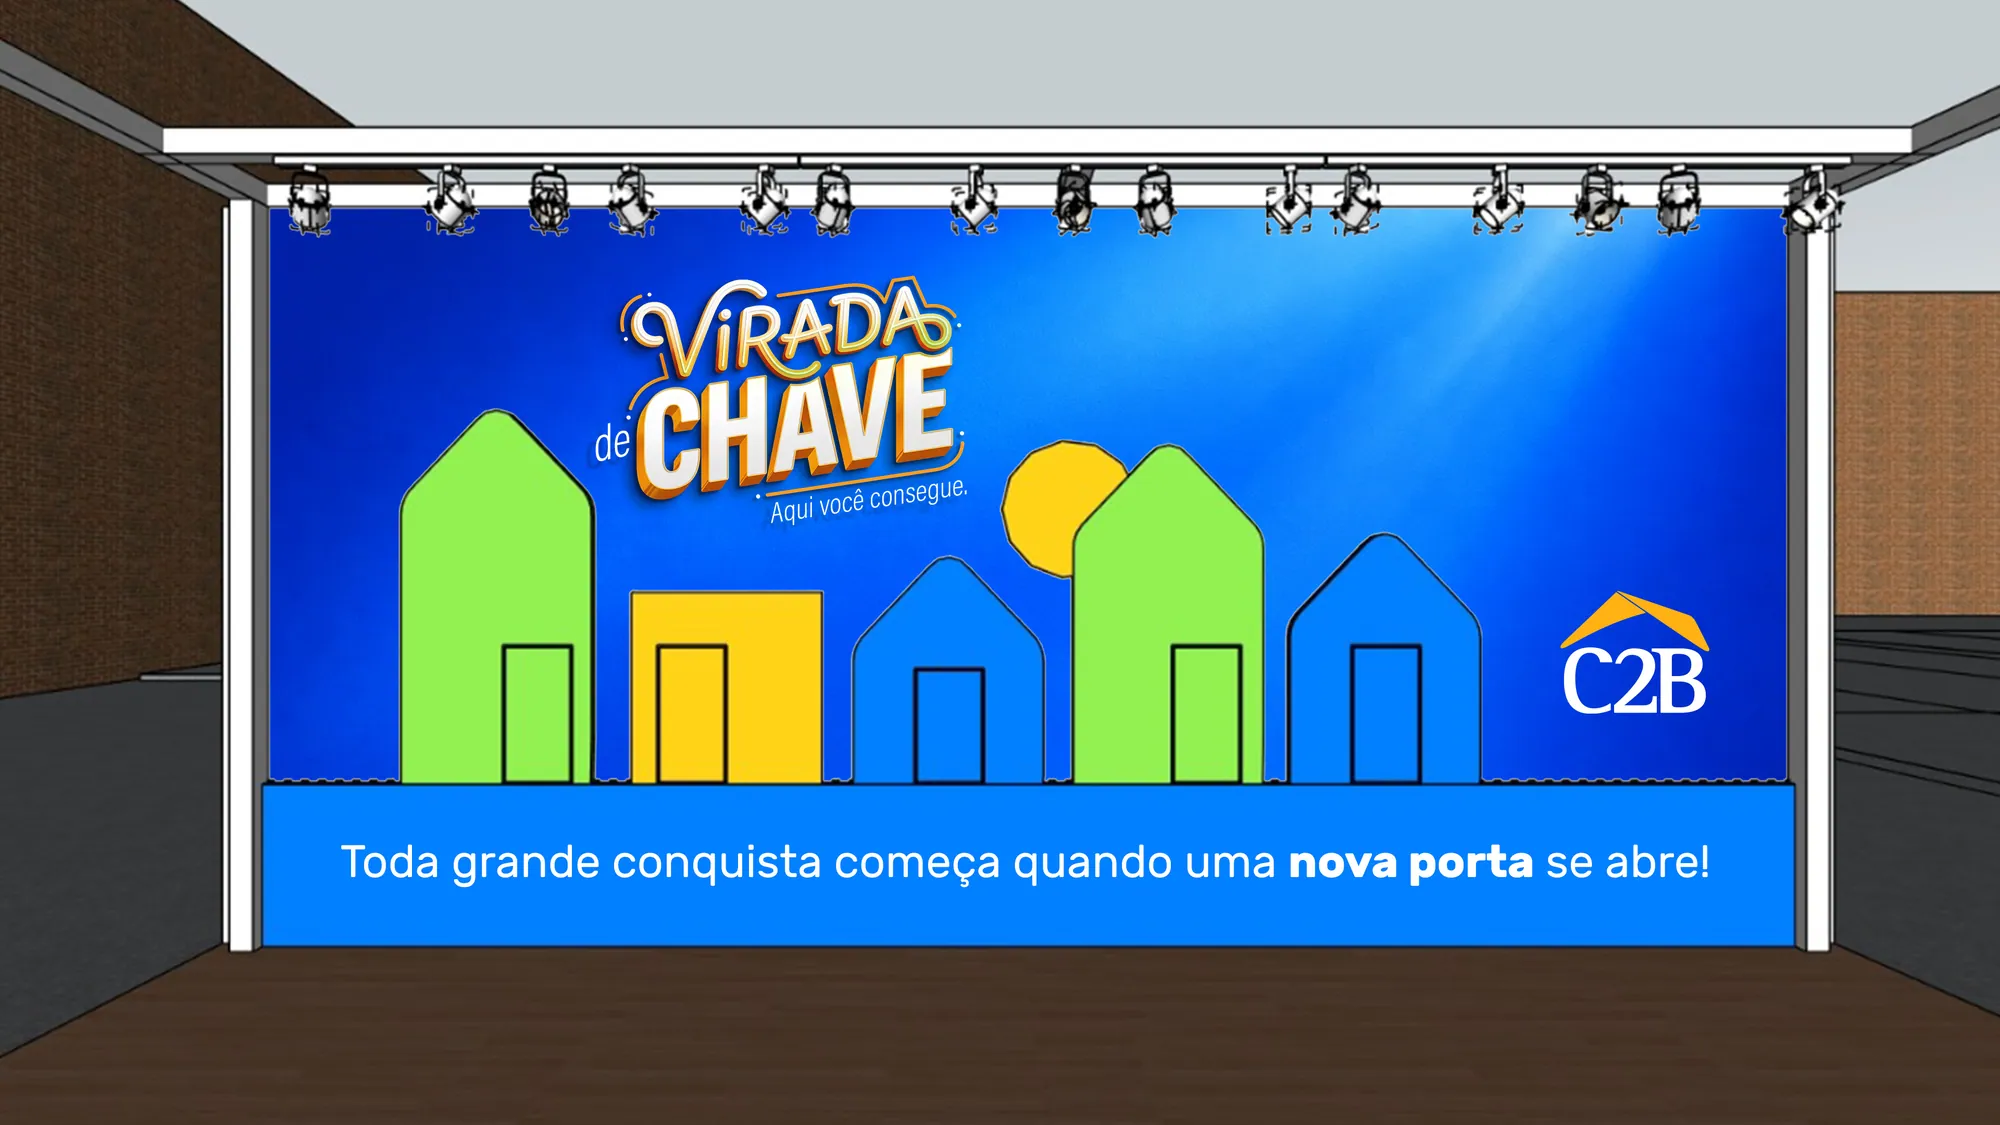 ViRADA
de CHAVE
Aqui você consegue.
C2B
Toda grande conquista começa quando uma nova porta se abre!